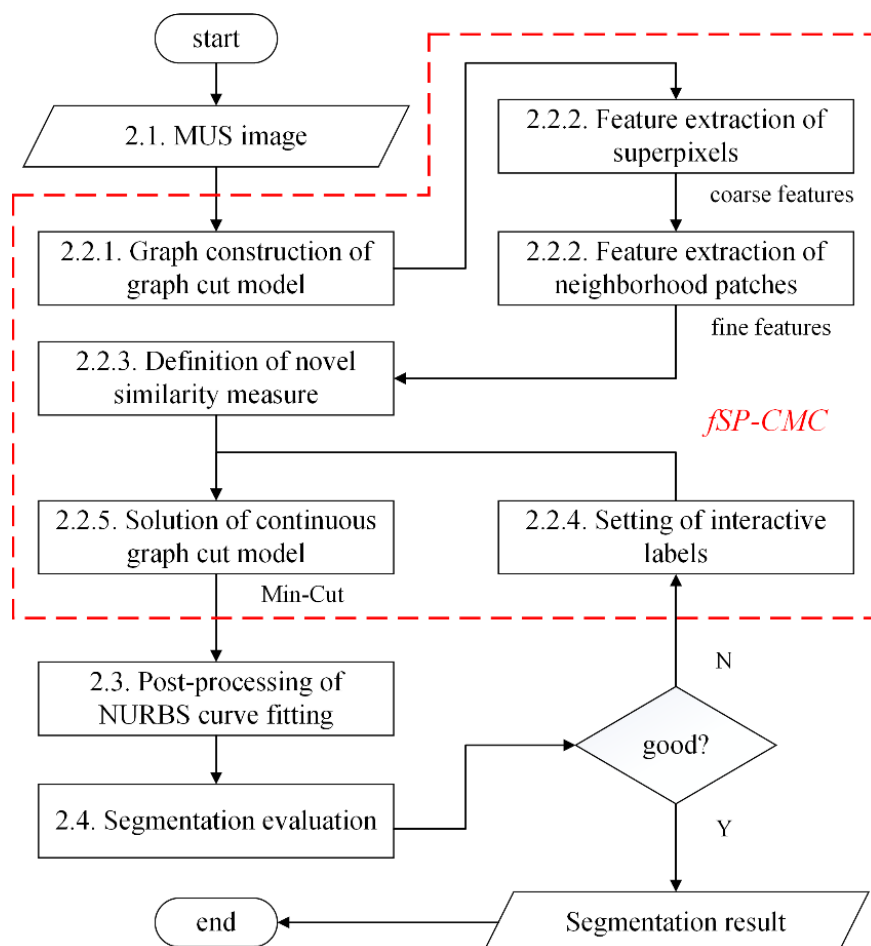 start
2.1. MUS image
2.2.2. Feature extraction of
superpixels
coarse features
2.2.1. Graph construction of
graph cut model
2.2.2. Feature extraction of
neighborhood patches
fine features
2.2.3. Definition of novel
similarity measure
fSP-CMC
2.2.5. Solution of continuous
graph cut model
2.2.4. Setting of interactive
labels
Min-Cut
N
2.3. Post-processing of
NURBS curve fitting
good?
2.4. Segmentation evaluation
Y
end
Segmentation result